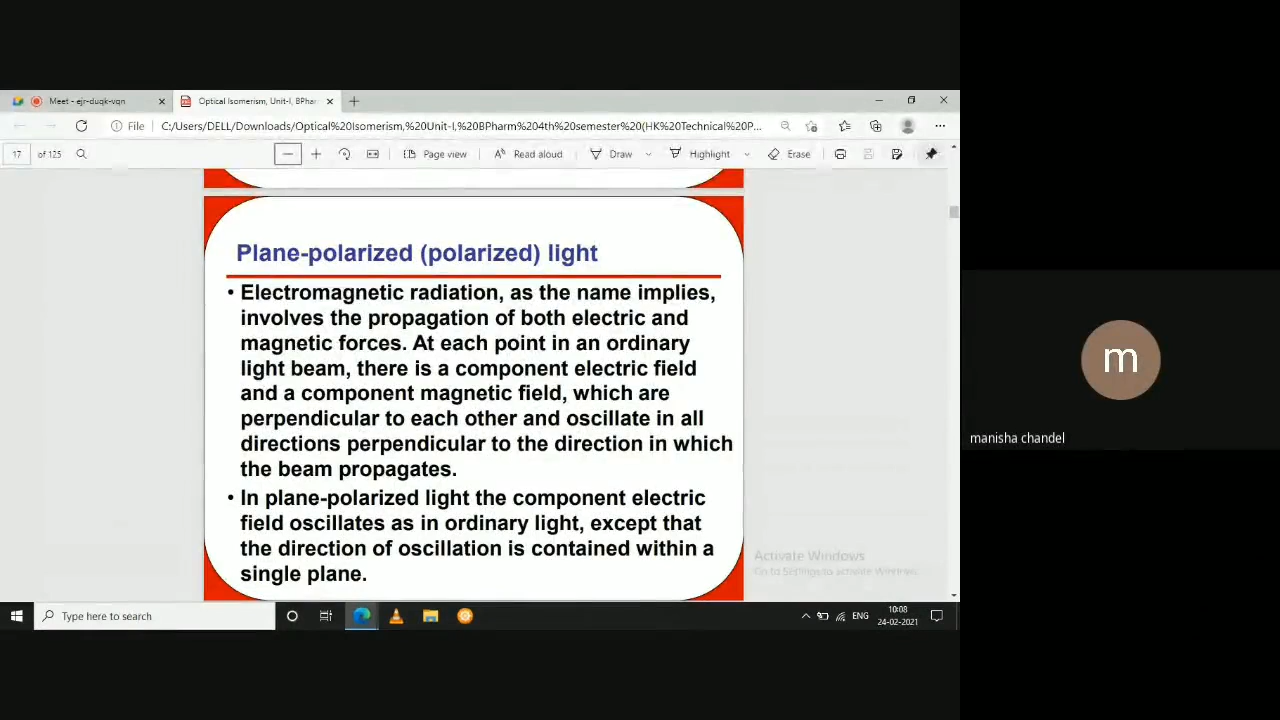 Meet - ejr-duqk-vqn
Optical Isomerism, Unit-I, BPhar
File
C:/Users/DELL/Downloads/Optical%20Isomerism,%20Unit-I,%20BPharm%204th%20semester%20(HK%20Technical%20P...
17 of 125
Page view
Read aloud
Draw
Highlight
Erase
Plane-polarized (polarized) light
• Electromagnetic radiation, as the name implies,
involves the propagation of both electric and
magnetic forces. At each point in an ordinary
light beam, there is a component electric field
and a component magnetic field, which are
perpendicular to each other and oscillate in all
directions perpendicular to the direction in which
the beam propagates.
• In plane-polarized light the component electric
field oscillates as in ordinary light, except that
the direction of oscillation is contained within a
single plane.
m
manisha chandel
Activate Windows
Go to Settings to activate Windows.
Type here to search
ENG
10:08
24-02-2021